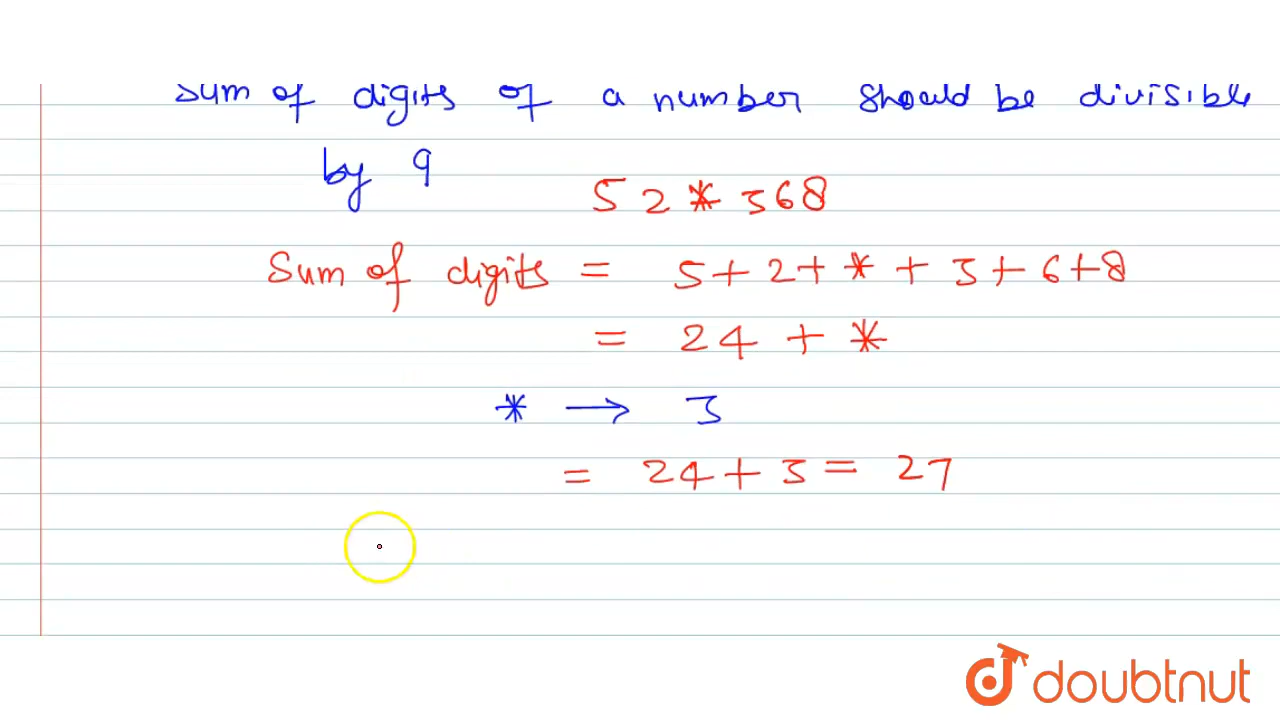 Sum of digits of a number should be divisible
by 9
5 2 * 3 6 8
Sum of digits = 5 + 2 + * + 3 + 6 + 8
= 24 + *
* → 3
= 24 + 3 = 27
doubtnut